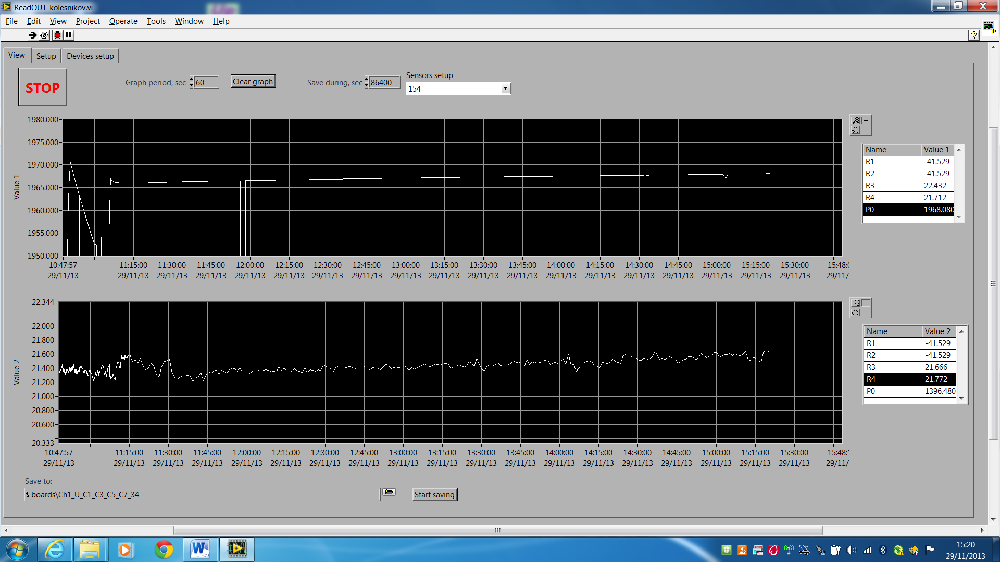 ReadOUT_kolesnikov.vi
File Edit View Project Operate Tools Window Help
1
View Setup Devices setup
STOP
Graph period, sec 60 Clear graph Save during, sec 86400
Sensors setup
154
Value 1
1980.000
1975.000
1970.000
1965.000
1960.000
1955.000
1950.000
10:47:57 11:15:00 11:30:00 11:45:00 12:00:00 12:15:00 12:30:00 12:45:00 13:00:00 13:15:00 13:30:00 13:45:00 14:00:00 14:15:00 14:30:00 14:45:00 15:00:00 15:15:00 15:30:00 15:48:0
29/11/13 29/11/13 29/11/13 29/11/13 29/11/13 29/11/13 29/11/13 29/11/13 29/11/13 29/11/13 29/11/13 29/11/13 29/11/13 29/11/13 29/11/13 29/11/13 29/11/13 29/11/13 29/11/13 29/11/
Name Value 1
R1 -41.529
R2 -41.529
R3 22.432
R4 21.712
P0 1968.080
Value 2
22.344
22.000
21.800
21.600
21.400
21.200
21.000
20.800
20.600
20.333
10:47:57 11:15:00 11:30:00 11:45:00 12:00:00 12:15:00 12:30:00 12:45:00 13:00:00 13:15:00 13:30:00 13:45:00 14:00:00 14:15:00 14:30:00 14:45:00 15:00:00 15:15:00 15:30:00 15:48:
29/11/13 29/11/13 29/11/13 29/11/13 29/11/13 29/11/13 29/11/13 29/11/13 29/11/13 29/11/13 29/11/13 29/11/13 29/11/13 29/11/13 29/11/13 29/11/13 29/11/13 29/11/13 29/11/13 29/11/
Name Value 2
R1 -41.529
R2 -41.529
R3 21.666
R4 21.772
P0 1396.480
Save to:
boards\Ch1_U_C1_C3_C5_C7_34 Start saving
15:20
29/11/2013